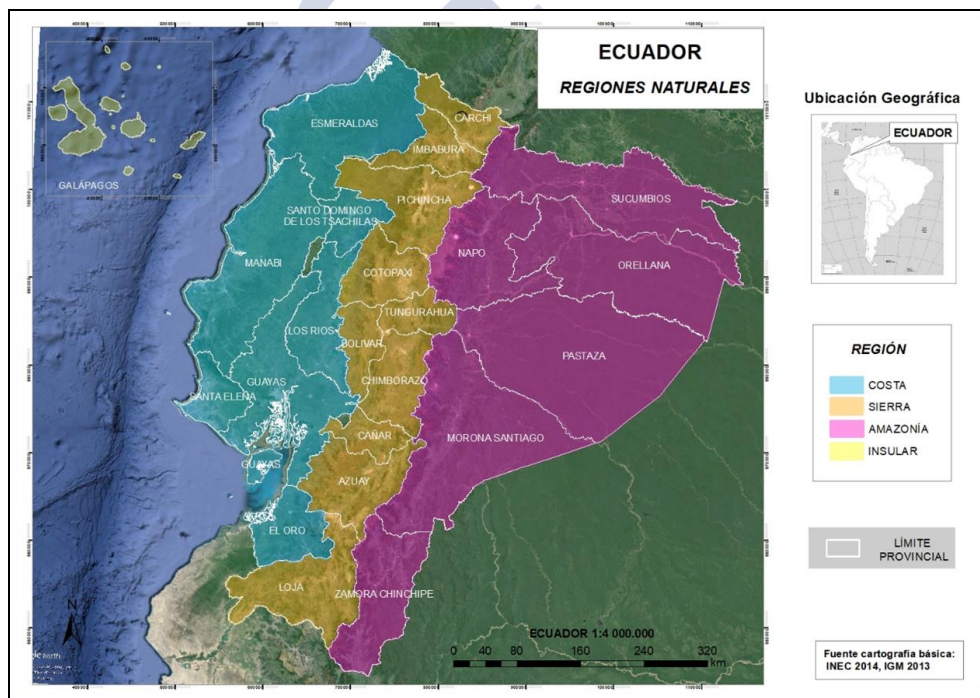 ECUADOR
REGIONES NATURALES
Ubicación Geográfica
ECUADOR
GALÁPAGOS
ESMERALDAS
CARCHI
IMBABURA
PICHINCHA
SUCUMBIOS
SANTO DOMINGO
DE LOS TSACHILAS
MANABI
NAPO
ORELLANA
COTOPAXI
TUNGURAHUA
LOS RIOS
BOLIVAR
PASTAZA
CHIMBORAZO
GUAYAS
SANTA ELENA
CAÑAR
MORONA SANTIAGO
GUAYAS
AZUAY
EL ORO
LOJA
ZAMORA CHINCHIPE
REGIÓN
COSTA
SIERRA
AMAZONÍA
INSULAR
LÍMITE
PROVINCIAL
N
ECUADOR 1:4 000.000
0 40 80 160 240 320
km
Fuente cartografía básica:
INEC 2014, IGM 2013